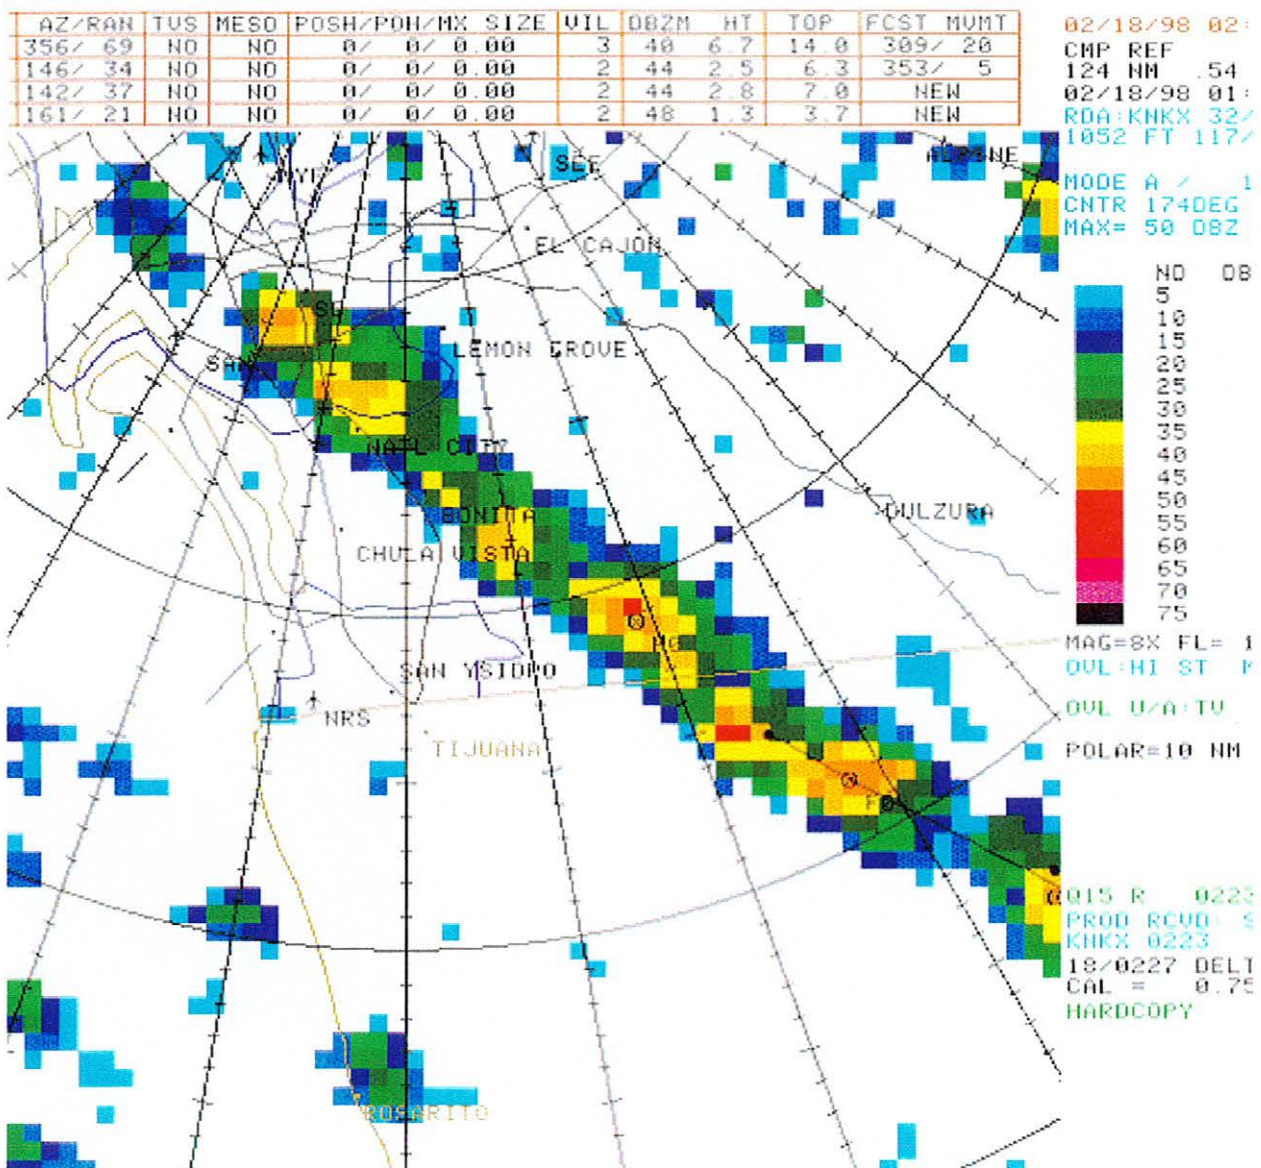 AZ/RAN TVS MESO POSH/POH/MX SIZE VIL DBZM HT TOP FCST MVMT
356/ 69 NO NO 0/ 0/ 0.00 3 40 6.7 14.0 309/ 20
146/ 34 NO NO 0/ 0/ 0.00 2 44 2.5 6.3 353/ 5
142/ 37 NO NO 0/ 0/ 0.00 2 44 2.8 7.0 NEW
161/ 21 NO NO 0/ 0/ 0.00 2 48 1.3 3.7 NEW
02/18/98 02:
CMP REF
124 NM .54
02/18/98 01:
RDA:KNKX 32/
1052 FT 117/
MODE A / 1
CNTR 174DEG
MAX= 50 DBZ
ND DB
5
10
15
20
25
30
35
40
45
50
55
60
65
70
75
MAG=8X FL= 1
OVL:HI ST M
OVL U/A:TV
POLAR=10 NM
Q15 R 0223
PROD RCVD: S
KNKX 0223
18/0227 DELT
CAL = 0.75
HARDCOPY
MYF
SEE
ALPINE
EL CAJON
SAN
LEMON GROVE
NATL CITY
BONITA
CHULA VISTA
DULZURA
SAN YSIDRO
NRS
TIJUANA
ROSARITO